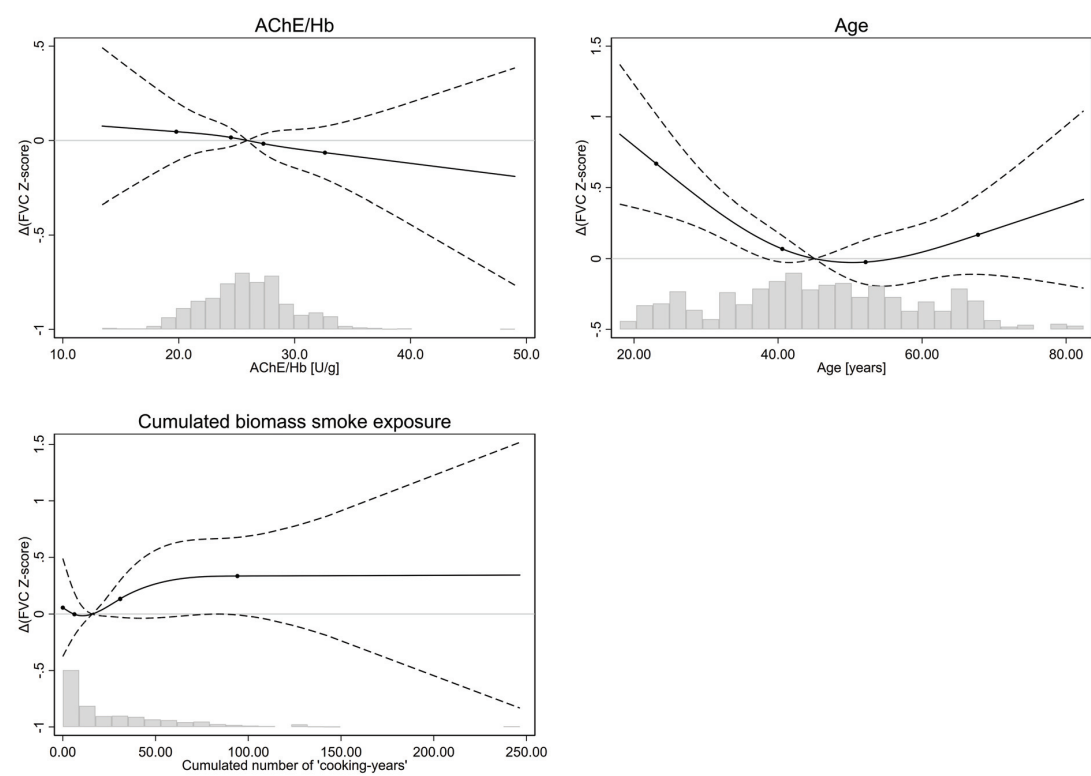 AChE/Hb
Δ(FVC Z-score)
.5
0
-.5
-1
10.0 20.0 30.0 40.0 50.0
AChE/Hb [U/g]
Age
Δ(FVC Z-score)
1.5
1
.5
0
-.5
20.00 40.00 60.00 80.00
Age [years]
Cumulated biomass smoke exposure
Δ(FVC Z-score)
1.5
1
.5
0
-.5
-1
0.00 50.00 100.00 150.00 200.00 250.00
Cumulated number of 'cooking-years'